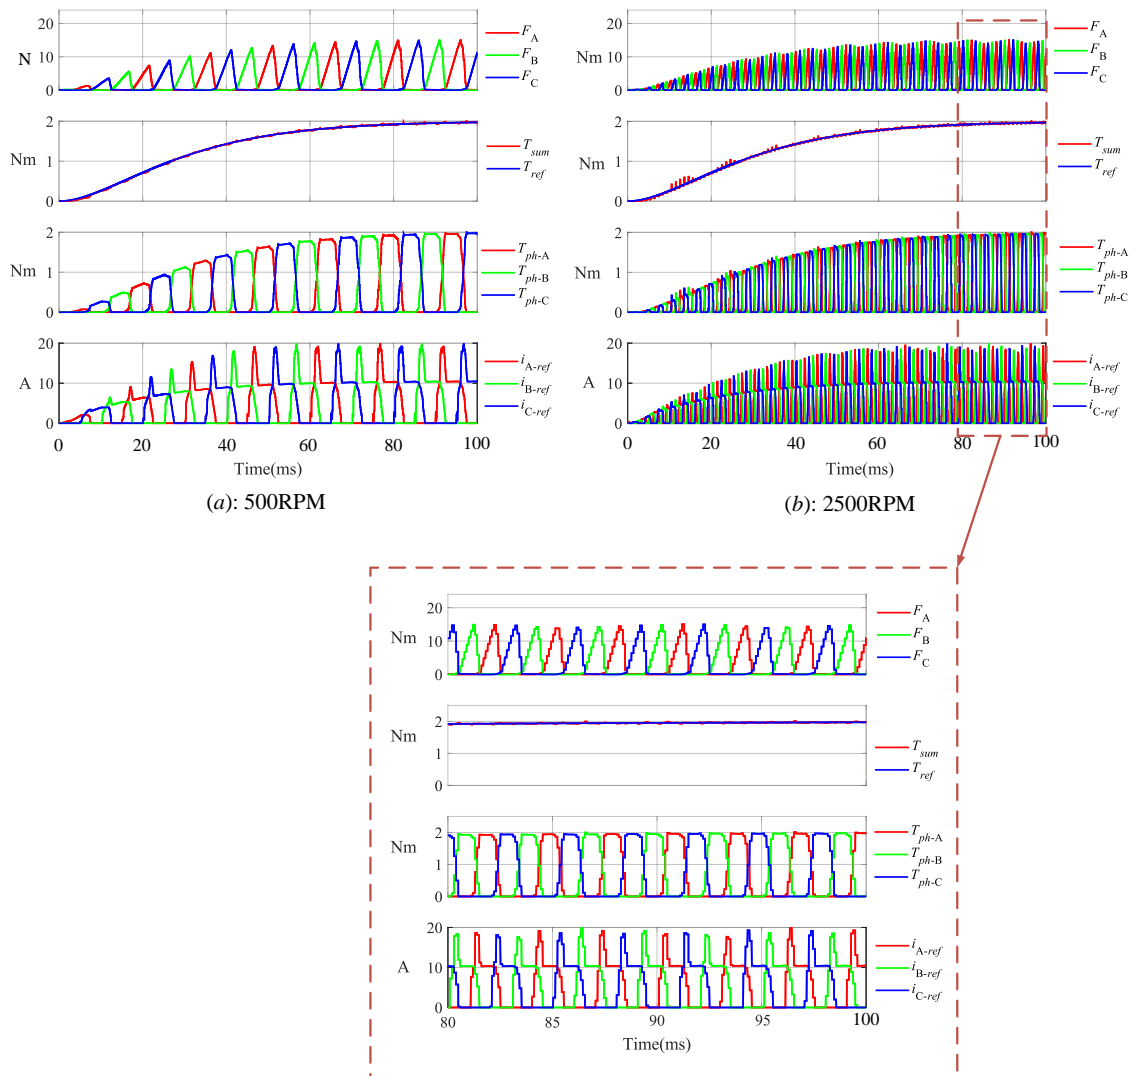 20
10
0
N
F_A
F_B
F_C
2
1
0
Nm
T_sum
T_ref
2
1
0
Nm
T_ph-A
T_ph-B
T_ph-C
20
10
0
A
i_A-ref
i_B-ref
i_C-ref
0 20 40 60 80 100
Time(ms)
(a): 500RPM
20
10
0
Nm
F_A
F_B
F_C
2
1
0
Nm
T_sum
T_ref
2
1
0
Nm
T_ph-A
T_ph-B
T_ph-C
20
10
0
A
i_A-ref
i_B-ref
i_C-ref
0 20 40 60 80 100
Time(ms)
(b): 2500RPM
20
10
0
Nm
F_A
F_B
F_C
2
1
0
Nm
T_sum
T_ref
2
1
0
Nm
T_ph-A
T_ph-B
T_ph-C
20
10
0
A
i_A-ref
i_B-ref
i_C-ref
80 85 90 95 100
Time(ms)